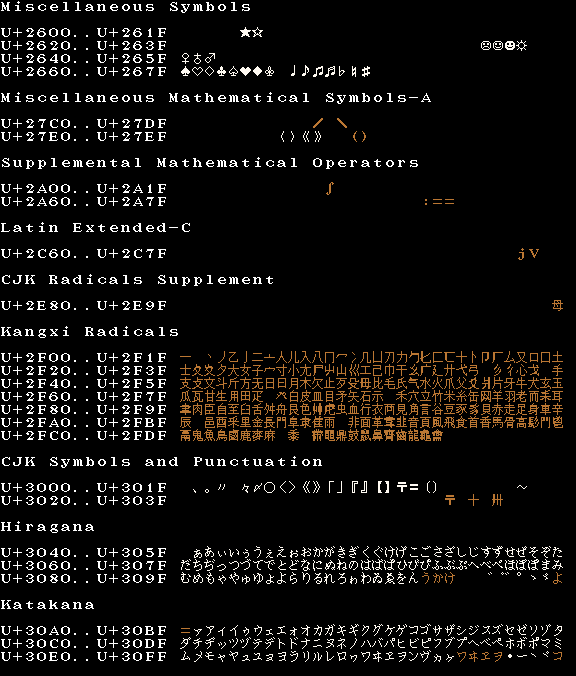 Miscellaneous Symbols
U+2600..U+261F ★☆
U+2620..U+263F ☹☺☻☼
U+2640..U+265F ♀♁♂
U+2660..U+267F ♠♡♢♣♤♥♦♧ ♩♪♫♬♭♮♯
Miscellaneous Mathematical Symbols-A
U+27C0..U+27DF ⟋ ⟍
U+27E0..U+27EF ⟨⟩⟪⟫ ⟮⟯
Supplemental Mathematical Operators
U+2A00..U+2A1F ∫
U+2A60..U+2A7F :==
Latin Extended-C
U+2C60..U+2C7F jV
CJK Radicals Supplement
U+2E80..U+2E9F 母
Kangxi Radicals
U+2F00..U+2F1F 一 丶丿乙亅二亠人儿入八冂冖冫几凵刀力勹匕匚匸十卜卩厂厶又口囗土
U+2F20..U+2F3F 士夂夊夕大女子宀寸小尢尸屮山巛工己巾干幺广廴廾弋弓 彡彳心戈戶手
U+2F40..U+2F5F 支攴文斗斤方无日曰月木欠止歹殳毋比毛氏气水火爪父爻爿片牙牛犬玄玉
U+2F60..U+2F7F 瓜瓦甘生用田疋 癶白皮皿目矛矢石示 禾穴立竹米糸缶网羊羽老而耒耳
U+2F80..U+2F9F 聿肉臣自至臼舌舛舟艮色艸虍虫血行衣襾見角言谷豆豕豸貝赤走足身車辛
U+2FA0..U+2FBF 辰 邑酉釆里金長門阜隶隹雨 非面革韋韭音頁風飛食首香馬骨高髟鬥鬯
U+2FC0..U+2FDF 鬲鬼魚鳥鹵鹿麥麻 黍 黹黽鼎鼓鼠鼻齊齒龍龜龠
CJK Symbols and Punctuation
U+3000..U+301F 、。〃 々〆〇〈〉《》「」『』【】〒〓〔〕 〜
U+3020..U+303F 〒 十 卅
Hiragana
U+3040..U+305F ぁあぃいぅうぇえぉおかがきぎくぐけげこごさざしじすずせぜそぞた
U+3060..U+307F だちぢっつづてでとどなにぬねのはばぱひびぴふぶぷへべぺほぼぽまみ
U+3080..U+309F むめもゃやゅゆょよらりるれろゎわゐゑをんゔゕゖ ゛゜ゝゞゟ
Katakana
U+30A0..U+30BF ゠ァアィイゥウェエォオカガキギクグケゲコゴサザシジスズセゼソゾタ
U+30C0..U+30DF ダチヂッツヅテデトドナニヌネノハバパヒビピフブプヘベペホボポマミ
U+30E0..U+30FF ムメモャヤュユョヨラリルレロヮワヰヱヲンヴヵヶヷヸヹヺ・ーヽヾヿ